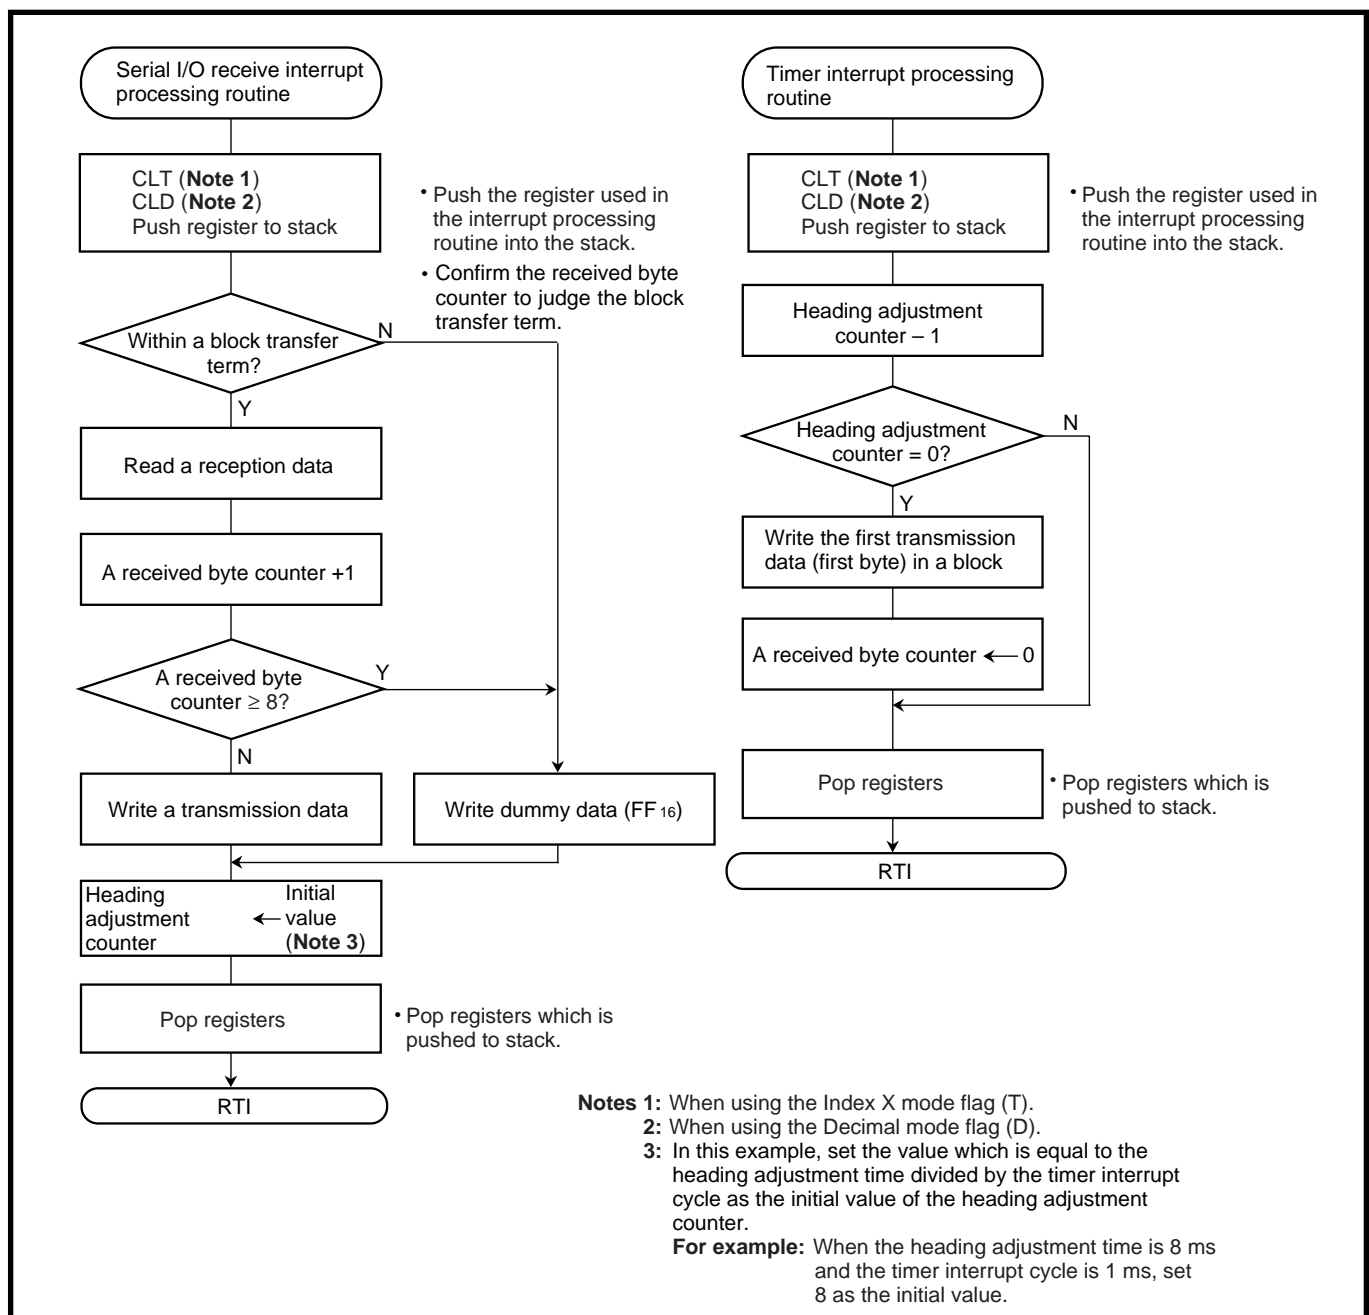 Serial I/O receive interrupt
processing routine
CLT (Note 1)
CLD (Note 2)
Push register to stack
• Push the register used in
the interrupt processing
routine into the stack.
• Confirm the received byte
counter to judge the block
transfer term.
Within a block transfer
term?
N
Y
Read a reception data
A received byte counter +1
A received byte
counter ≥ 8?
Y
N
Write a transmission data
Write dummy data (FF16)
Heading
adjustment
counter
←
Initial
value
(Note 3)
Pop registers
• Pop registers which is
pushed to stack.
RTI
Timer interrupt processing
routine
CLT (Note 1)
CLD (Note 2)
Push register to stack
• Push the register used in
the interrupt processing
routine into the stack.
Heading adjustment
counter – 1
Heading adjustment
counter = 0?
N
Y
Write the first transmission
data (first byte) in a block
A received byte counter ← 0
Pop registers
• Pop registers which is
pushed to stack.
RTI
Notes 1: When using the Index X mode flag (T).
2: When using the Decimal mode flag (D).
3: In this example, set the value which is equal to the
heading adjustment time divided by the timer interrupt
cycle as the initial value of the heading adjustment
counter.
For example: When the heading adjustment time is 8 ms
and the timer interrupt cycle is 1 ms, set
8 as the initial value.